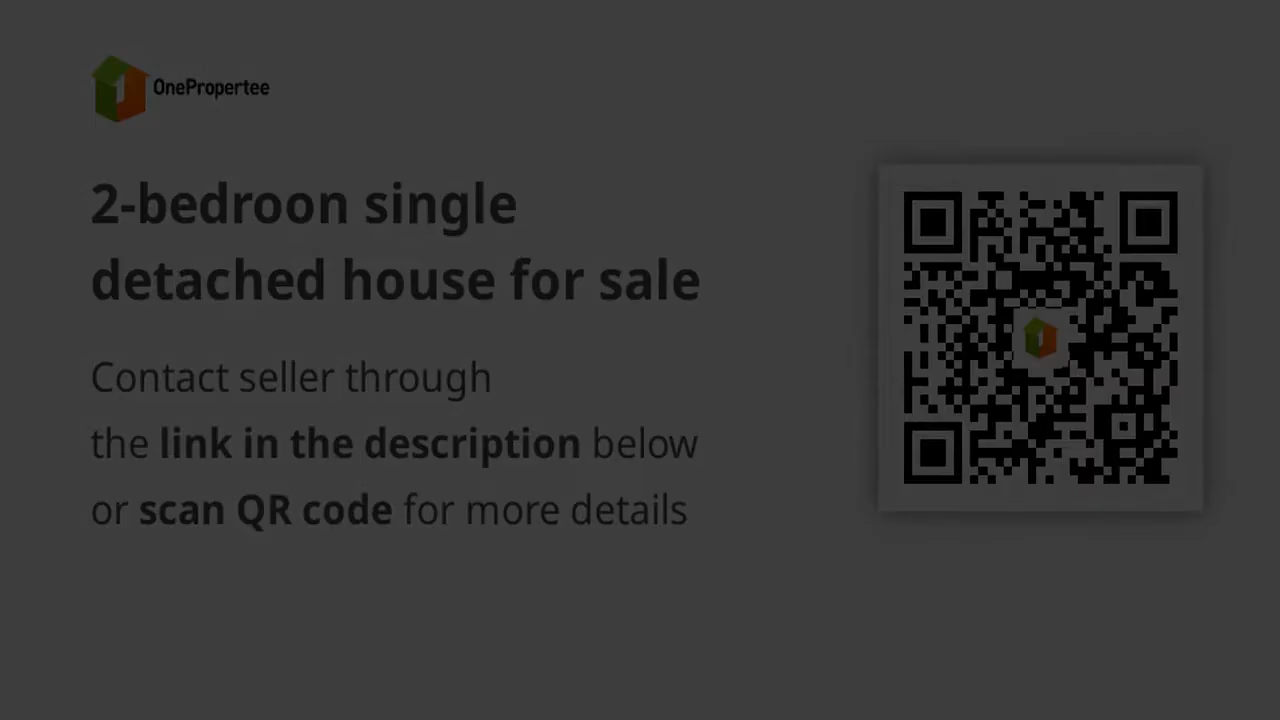 OnePropertee
2-bedroon single
detached house for sale
Contact seller through
the link in the description below
or scan QR code for more details